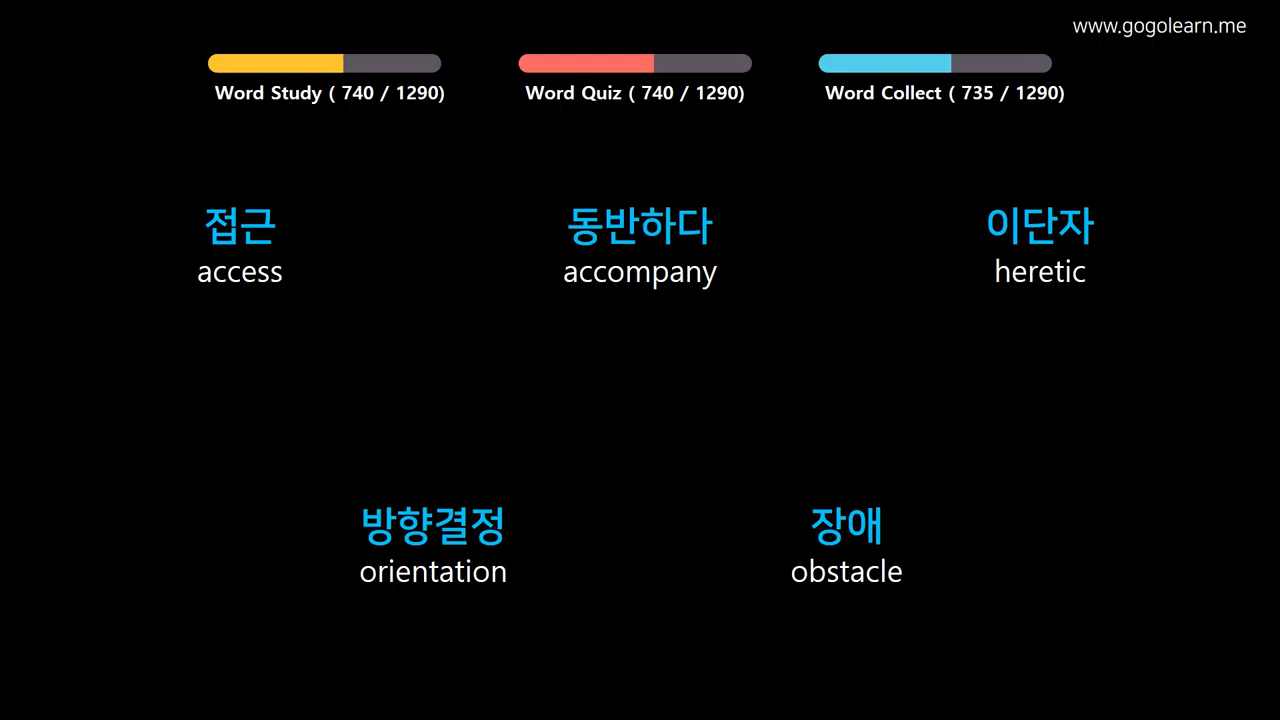 www.gogolearn.me
Word Study ( 740 / 1290)
Word Quiz ( 740 / 1290)
Word Collect ( 735 / 1290)
접근
access
동반하다
accompany
이단자
heretic
방향결정
orientation
장애
obstacle